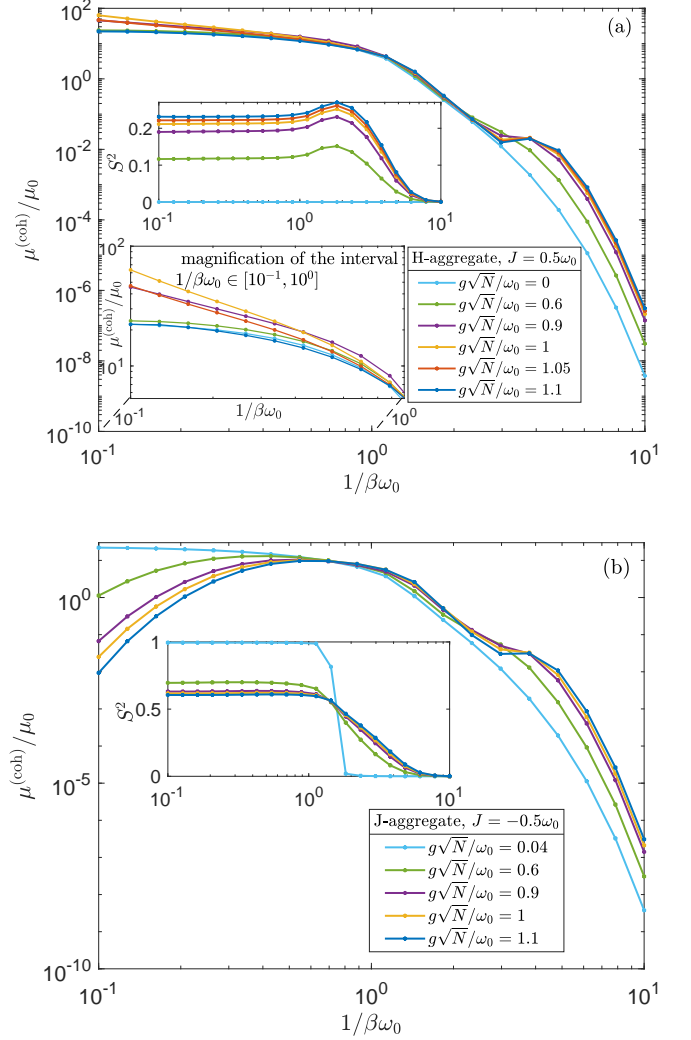 (a)
10^2
10^0
10^-2
10^-4
10^-6
10^-8
10^-10
μ^(coh)/μ_0
0.2
0.1
0
S^2
10^-1
10^0
10^1
magnification of the interval
1/βω_0 ∈ [10^-1, 10^0]
10^2
10^1
μ^(coh)/μ_0
10^-1
10^0
1/βω_0
H-aggregate, J = 0.5ω_0
g√N/ω_0 = 0
g√N/ω_0 = 0.6
g√N/ω_0 = 0.9
g√N/ω_0 = 1
g√N/ω_0 = 1.05
g√N/ω_0 = 1.1
10^-1
10^0
10^1
1/βω_0
(b)
10^0
10^-5
10^-10
μ^(coh)/μ_0
1
0.5
0
S^2
10^-1
10^0
10^1
J-aggregate, J = −0.5ω_0
g√N/ω_0 = 0.04
g√N/ω_0 = 0.6
g√N/ω_0 = 0.9
g√N/ω_0 = 1
g√N/ω_0 = 1.1
10^-1
10^0
10^1
1/βω_0